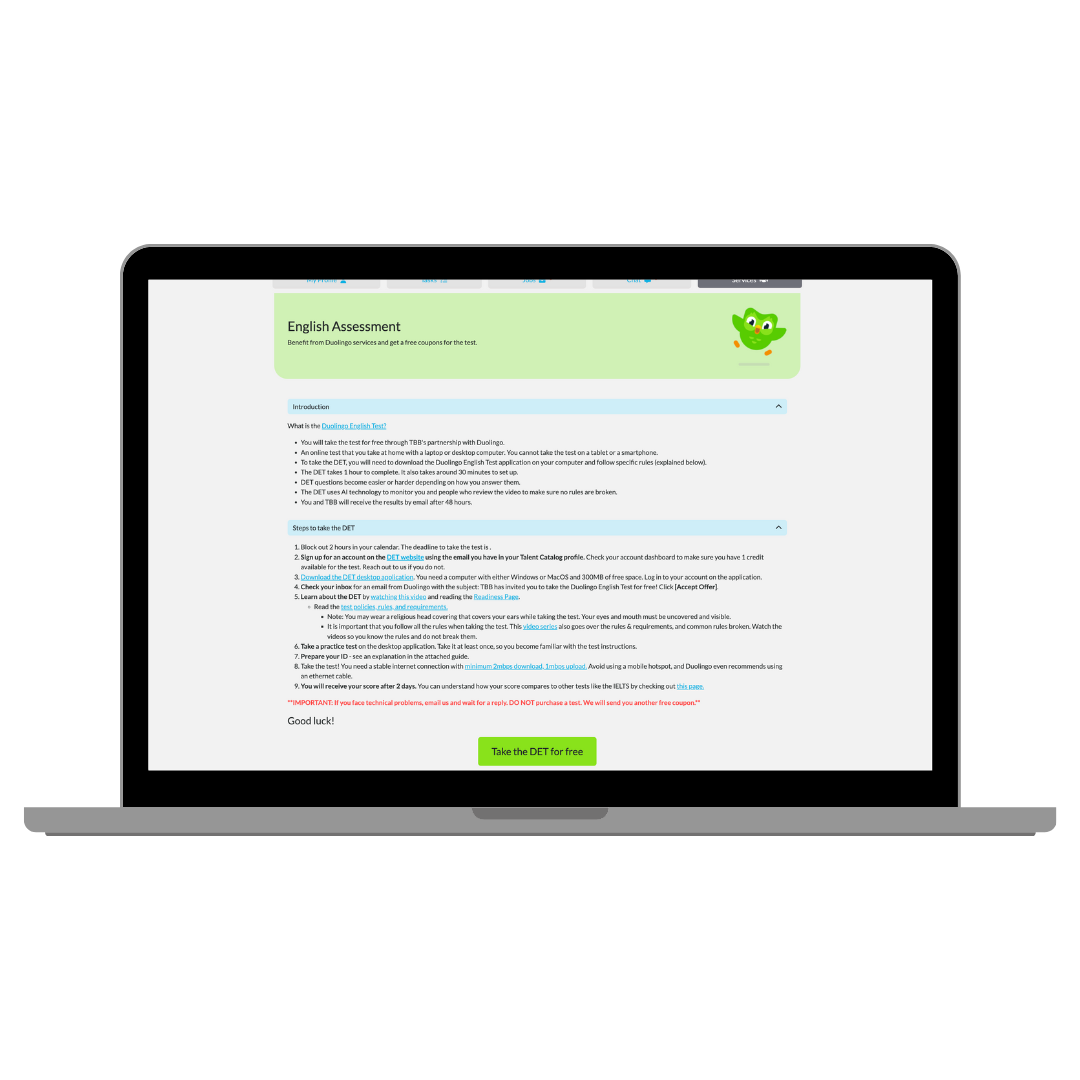 My Profile
Chat
Services
English Assessment
Benefit from Duolingo services and get a free coupons for the test.
Introduction
What is the Duolingo English Test?
• You will take the test for free through TBB's partnership with Duolingo.
• An online test that you take at home with a laptop or desktop computer. You cannot take the test on a tablet or a smartphone.
• To take the DET, you will need to download the Duolingo English Test application on your computer and follow specific rules (explained below).
• The DET takes 1 hour to complete. It also takes around 30 minutes to set up.
• DET questions become easier or harder depending on how you answer them.
• The DET uses AI technology to monitor you and people who review the video to make sure no rules are broken.
• You and TBB will receive the results by email after 48 hours.
Steps to take the DET
1. Block out 2 hours in your calendar. The deadline to take the test is .
2. Sign up for an account on the DET website using the email you have in your Talent Catalog profile. Check your account dashboard to make sure you have 1 credit
available for the test. Reach out to us if you do not.
3. Download the DET desktop application. You need a computer with either Windows or MacOS and 300MB of free space. Log in to your account on the application.
4. Check your inbox for an email from Duolingo with the subject: TBB has invited you to take the Duolingo English Test for free! Click [Accept Offer].
5. Learn about the DET by watching this video and reading the Readiness Page.
Read the test policies, rules, and requirements.
• Note: You may wear a religious head covering that covers your ears while taking the test. Your eyes and mouth must be uncovered and visible.
• It is important that you follow all the rules when taking the test. This video series also goes over the rules & requirements, and common rules broken. Watch the
videos so you know the rules and do not break them.
6. Take a practice test on the desktop application. Take it at least once, so you become familiar with the test instructions.
7. Prepare your ID - see an explanation in the attached guide.
8. Take the test! You need a stable internet connection with minimum 2mbps download, 1mbps upload. Avoid using a mobile hotspot, and Duolingo even recommends using
an ethernet cable.
9. You will receive your score after 2 days. You can understand how your score compares to other tests like the IELTS by checking out this page.
**IMPORTANT: If you face technical problems, email us and wait for a reply. DO NOT purchase a test. We will send you another free coupon.**
Good luck!
Take the DET for free